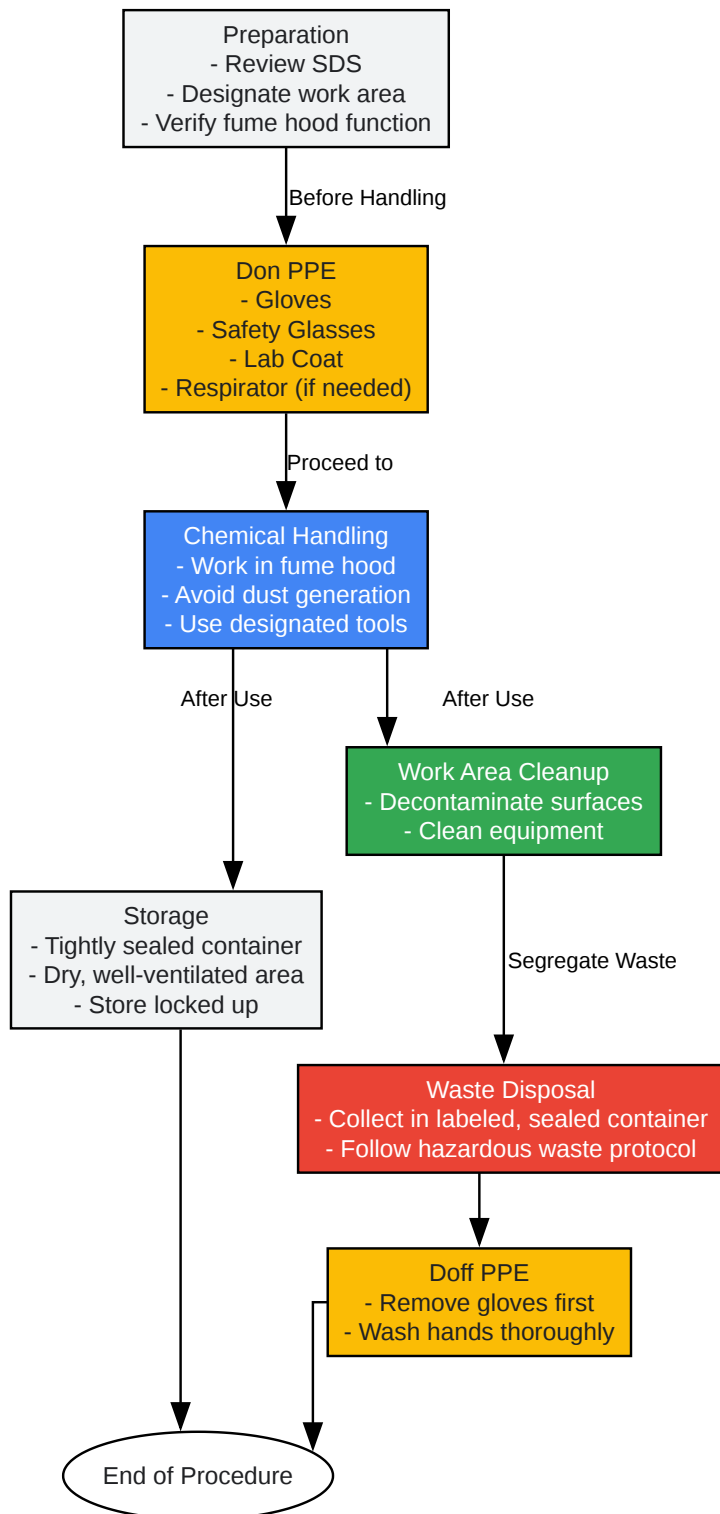 Preparation
- Review SDS
- Designate work area
- Verify fume hood function
Before Handling
Don PPE
- Gloves
- Safety Glasses
- Lab Coat
- Respirator (if needed)
Proceed to
Chemical Handling
- Work in fume hood
- Avoid dust generation
- Use designated tools
After Use
After Use
Work Area Cleanup
- Decontaminate surfaces
- Clean equipment
Storage
- Tightly sealed container
- Dry, well-ventilated area
- Store locked up
Segregate Waste
Waste Disposal
- Collect in labeled, sealed container
- Follow hazardous waste protocol
Doff PPE
- Remove gloves first
- Wash hands thoroughly
End of Procedure